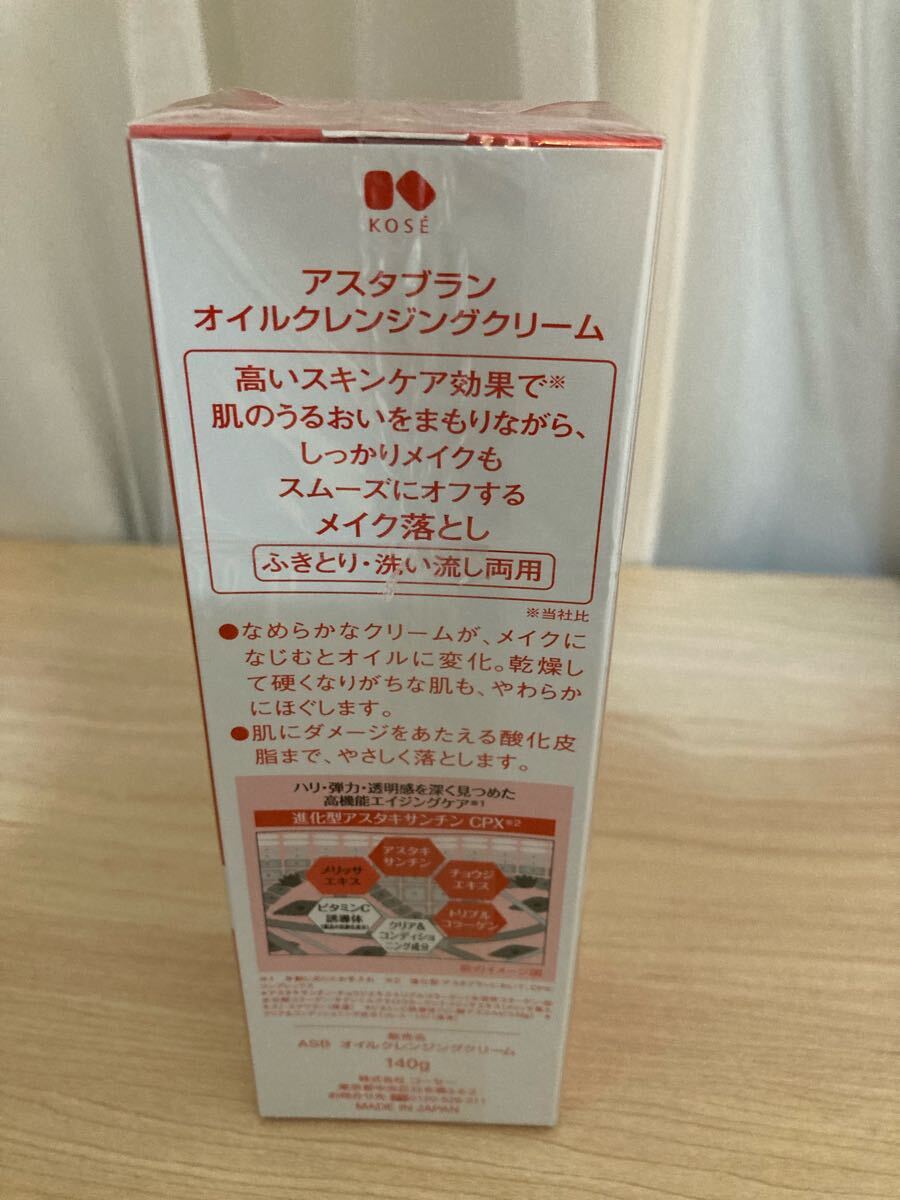 KOSÉ
アスタブラン
オイルクレンジングクリーム
高いスキンケア効果で※
肌のうるおいをまもりながら、
しっかりメイクも
スムーズにオフする
メイク落とし
ふきとり・洗い流し両用
※当社比
●なめらかなクリームが、メイクに
なじむとオイルに変化。乾燥し
て硬くなりがちな肌も、やわらか
にほぐします。
●肌にダメージをあたえる酸化皮
脂まで、やさしく落とします。
ハリ・弾力・透明感を深く見つめた
高機能エイジングケア※1
進化型アスタキサンチン CPX※2
アスタキ
サンチン
メリッサ
エキス
チョウジ
エキス
ビタミンC
誘導体
トリプル
コラーゲン
クリア&
コンディショ
ニング成分
肌のイメージ図
販売名
ASB オイルクレンジングクリーム
140g
株式会社 コーセー
MADE IN JAPAN